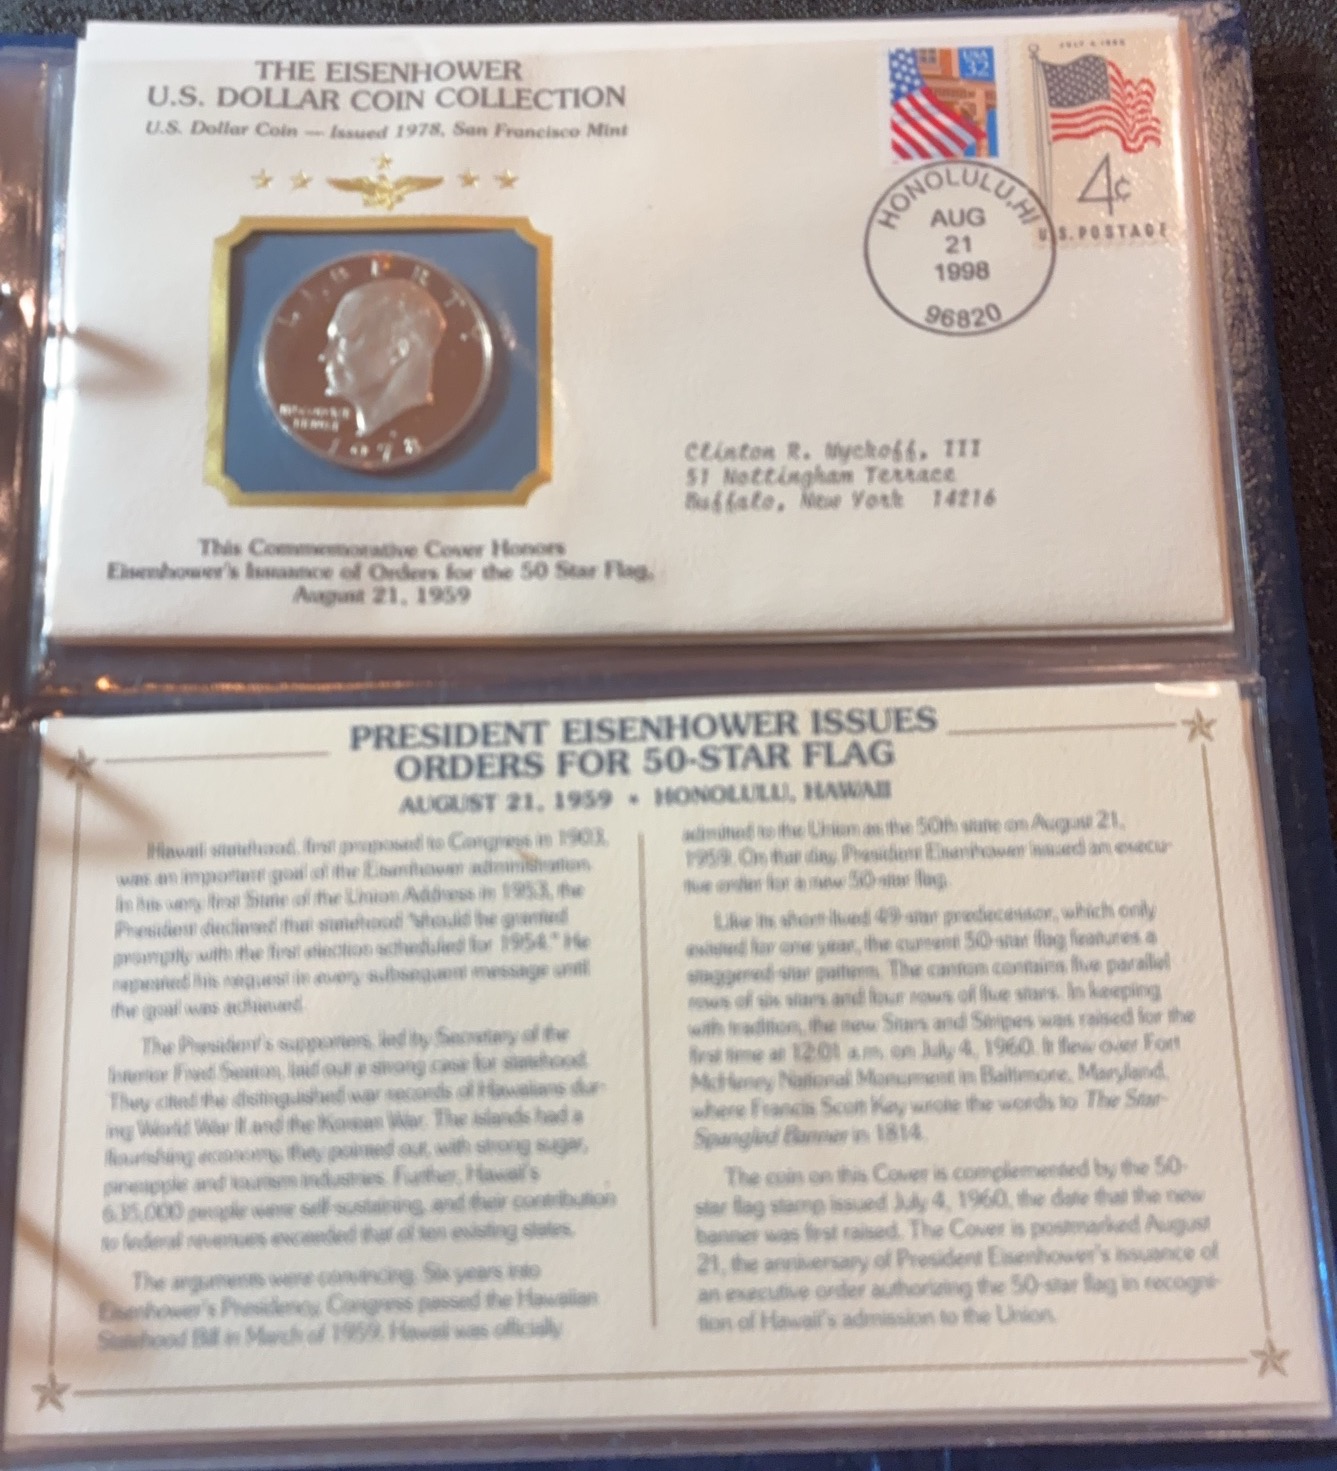 THE EISENHOWER
U.S. DOLLAR COIN COLLECTION
U.S. Dollar Coin — Issued 1978, San Francisco Mint
USA
32
JULY 4 1960
4¢
U.S. POSTAGE
HONOLULU, HI
AUG
21
1998
96820
LIBERTY
1978
Clinton R. Wyckoff, III
51 Nottingham Terrace
Buffalo, New York 14216
This Commemorative Cover Honors
Eisenhower's Issuance of Orders for the 50 Star Flag,
August 21, 1959
PRESIDENT EISENHOWER ISSUES
ORDERS FOR 50-STAR FLAG
AUGUST 21, 1959 • HONOLULU, HAWAII
Hawaii statehood, first proposed to Congress in 1903,
was an important goal of the Eisenhower administration.
In his very first State of the Union Address in 1953, the
President declared that statehood "should be granted
promptly with the first election scheduled for 1954." He
repeated his request in every subsequent message until
the goal was achieved.
The President's supporters, led by Secretary of the
Interior Fred Seaton, laid out a strong case for statehood.
They cited the distinguished war records of Hawaiians dur-
ing World War II and the Korean War. The islands had a
flourishing economy, they pointed out, with strong sugar,
pineapple and tourism industries. Further, Hawaii's
635,000 people were self-sustaining, and their contribution
to federal revenues exceeded that of ten existing states.
The arguments were convincing. Six years into
Eisenhower's Presidency, Congress passed the Hawaiian
Statehood Bill in March of 1959. Hawaii was officially
admitted to the Union as the 50th state on August 21,
1959. On that day, President Eisenhower issued an execu-
tive order for a new 50-star flag.
Like its short-lived 49-star predecessor, which only
existed for one year, the current 50-star flag features a
staggered-star pattern. The canton contains five parallel
rows of six stars and four rows of five stars. In keeping
with tradition, the new Stars and Stripes was raised for the
first time at 12:01 a.m. on July 4, 1960. It flew over Fort
McHenry National Monument in Baltimore, Maryland,
where Francis Scott Key wrote the words to The Star-
Spangled Banner in 1814.
The coin on this Cover is complemented by the 50-
star flag stamp issued July 4, 1960, the date that the new
banner was first raised. The Cover is postmarked August
21, the anniversary of President Eisenhower's issuance of
an executive order authorizing the 50-star flag in recogni-
tion of Hawaii's admission to the Union.